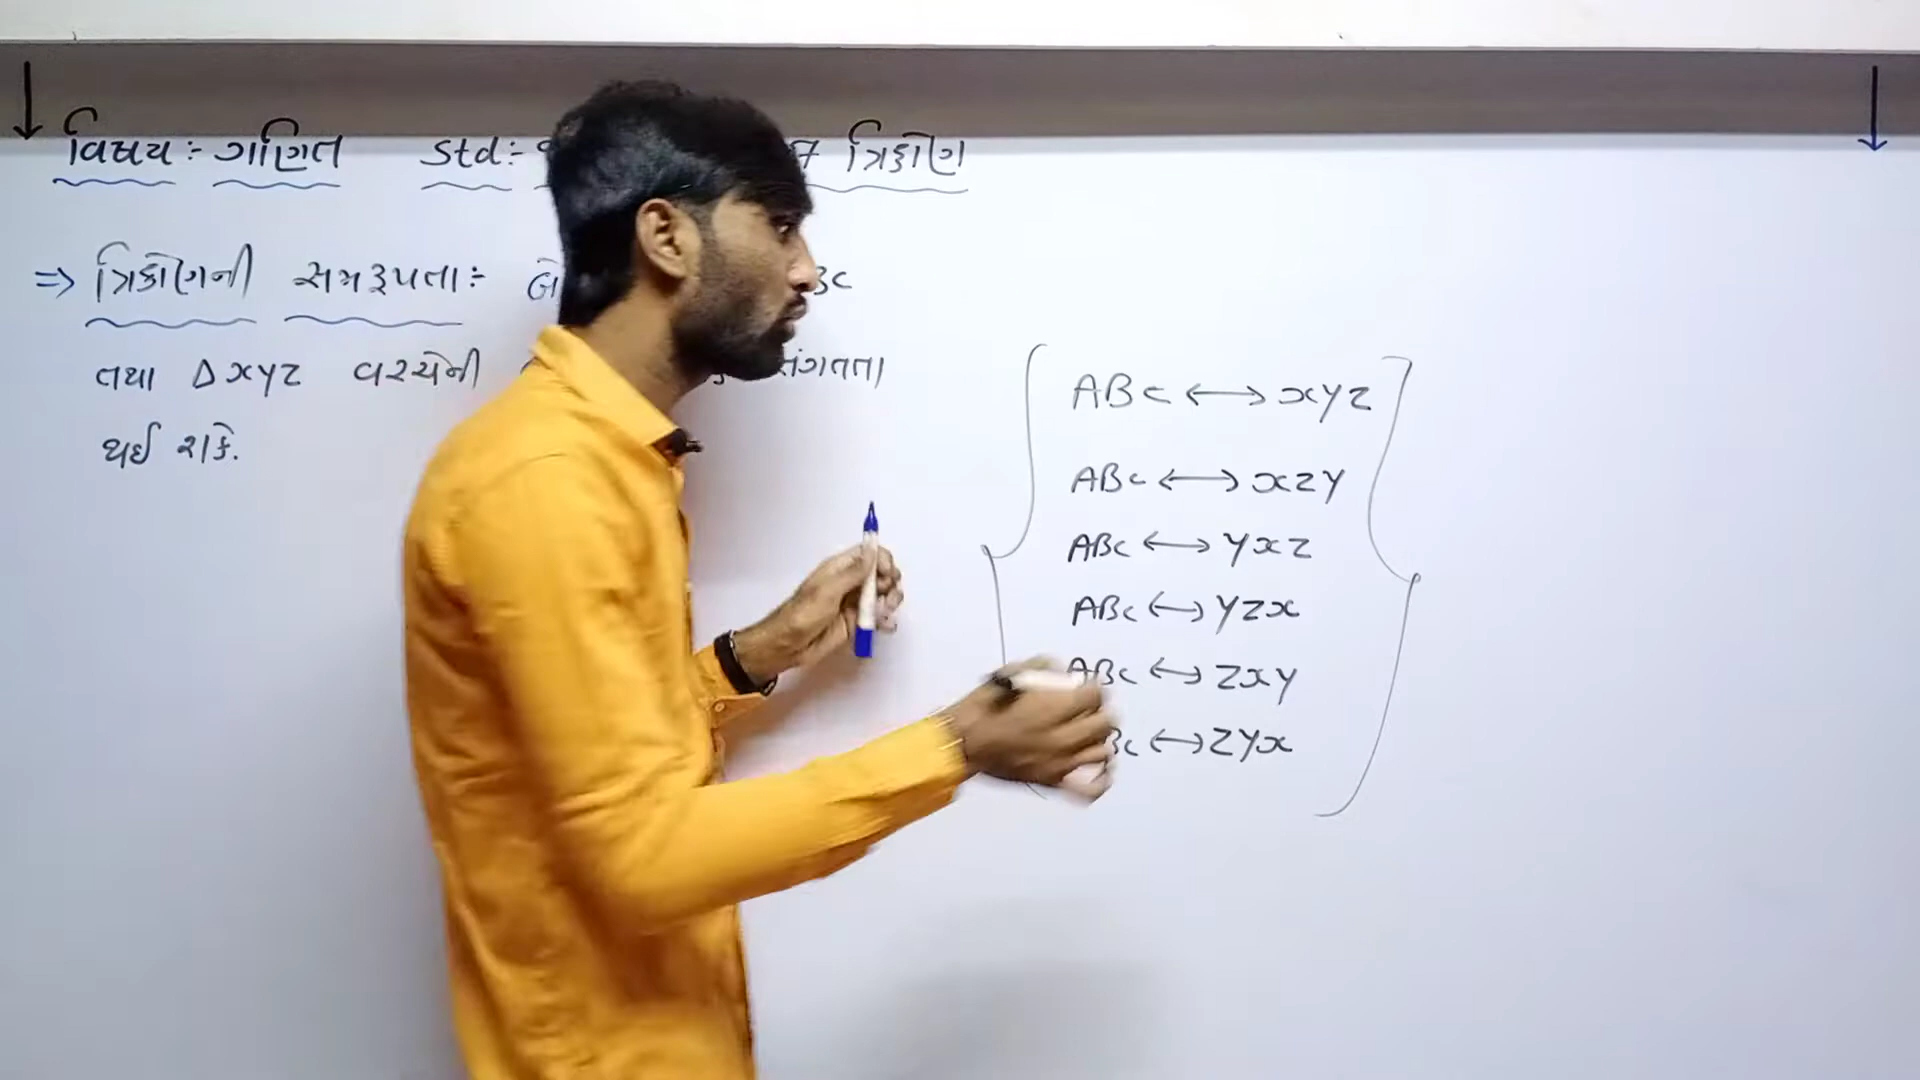 વિષય :- ગણિત Std :- 7 ત્રિકોણ
⇒ ત્રિકોણની સમરૂપતા :- BC
તથા Δ xyz વચ્ચેની સંગતતા
થઈ શકે.
ABC ⟷ xyz
ABC ⟷ xzy
ABC ⟷ yxz
ABC ⟷ yzx
ABC ⟷ zxy
BC ⟷ zyx